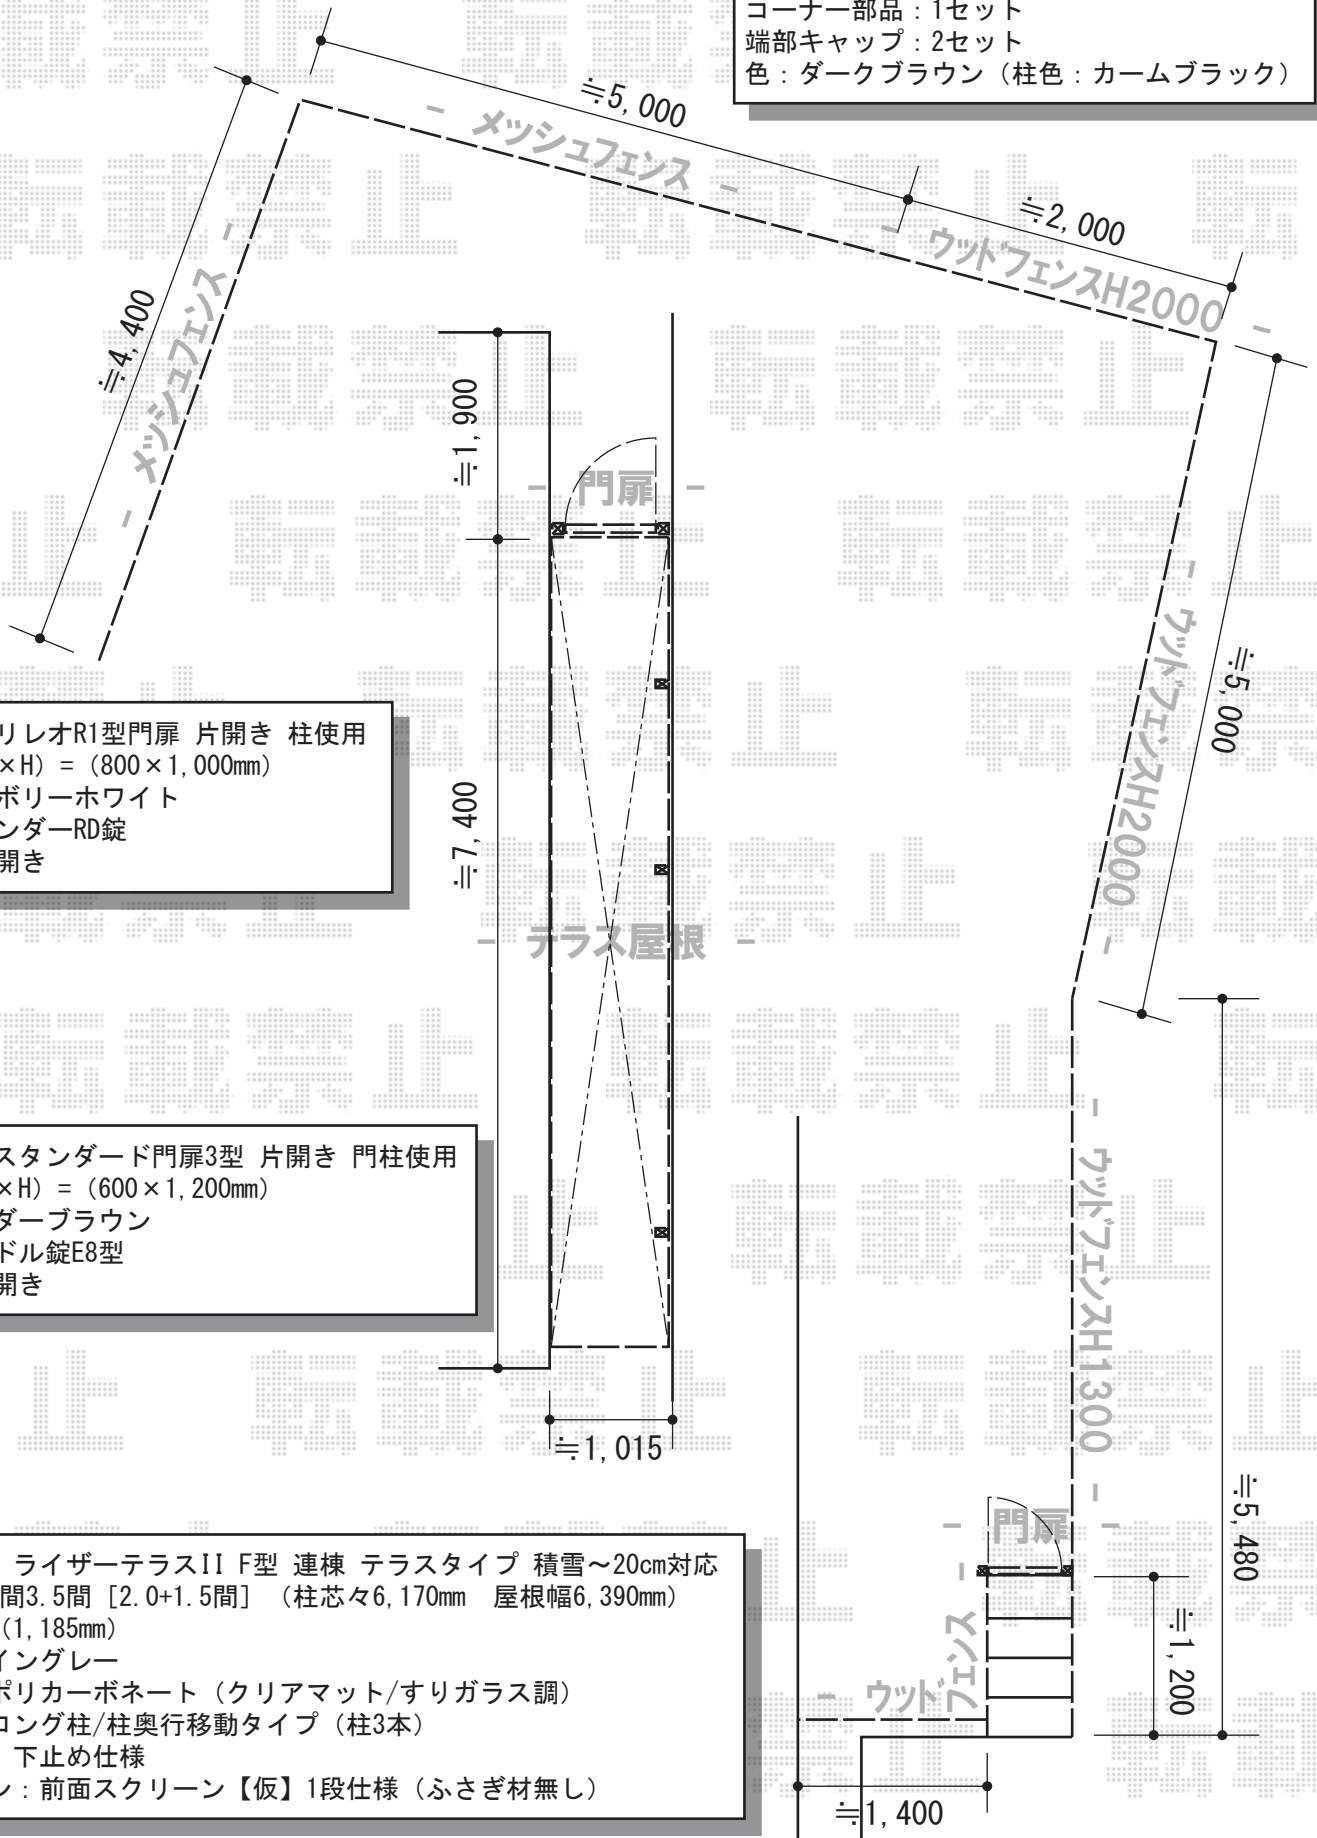 コーナー部品：1セット
端部キャップ：2セット
色：ダークブラウン（柱色：カームブラック）
≒5,000
- メッシュフェンス -
≒2,000
- ウッドフェンスH2000 -
≒4,400
- メッシュフェンス -
≒1,900
- 門扉 -
- ウッドフェンスH2000 -
≒5,000
リレオR1型門扉 片開き 柱使用
×H）=（800×1,000mm）
ボリーホワイト
ンダーRD錠
開き
≒7,400
- テラス屋根 -
スタンダード門扉3型 片開き 門柱使用
×H）=（600×1,200mm）
ダーブラウン
ドル錠E8型
開き
- ウッドフェンスH1300 -
≒1,015
≒5,480
- 門扉 -
≒1,200
- ウッドフェンス -
≒1,400
ライザーテラスII F型 連棟 テラスタイプ 積雪～20cm対応
間3.5間［2.0+1.5間］（柱芯々6,170mm 屋根幅6,390mm）
（1,185mm）
イングレー
ポリカーボネート（クリアマット/すりガラス調）
ロング柱/柱奥行移動タイプ（柱3本）
下止め仕様
ン：前面スクリーン【仮】1段仕様（ふさぎ材無し）
転載禁止